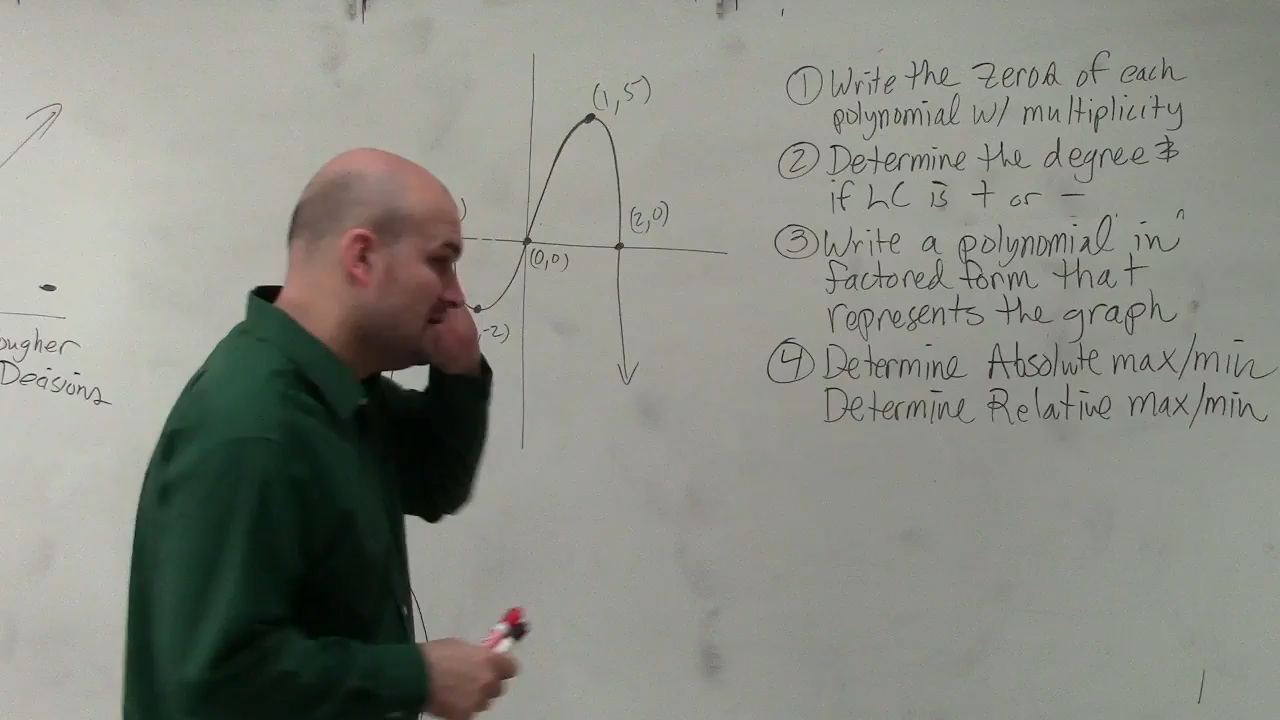 (1,5)
(2,0)
(0,0)
,-2)
ougher
Decisions
① Write the zeros of each
polynomial w/ multiplicity
② Determine the degree &
if LC is + or -
③ Write a polynomial in
factored form that
represents the graph
④ Determine Absolute max/min
Determine Relative max/min